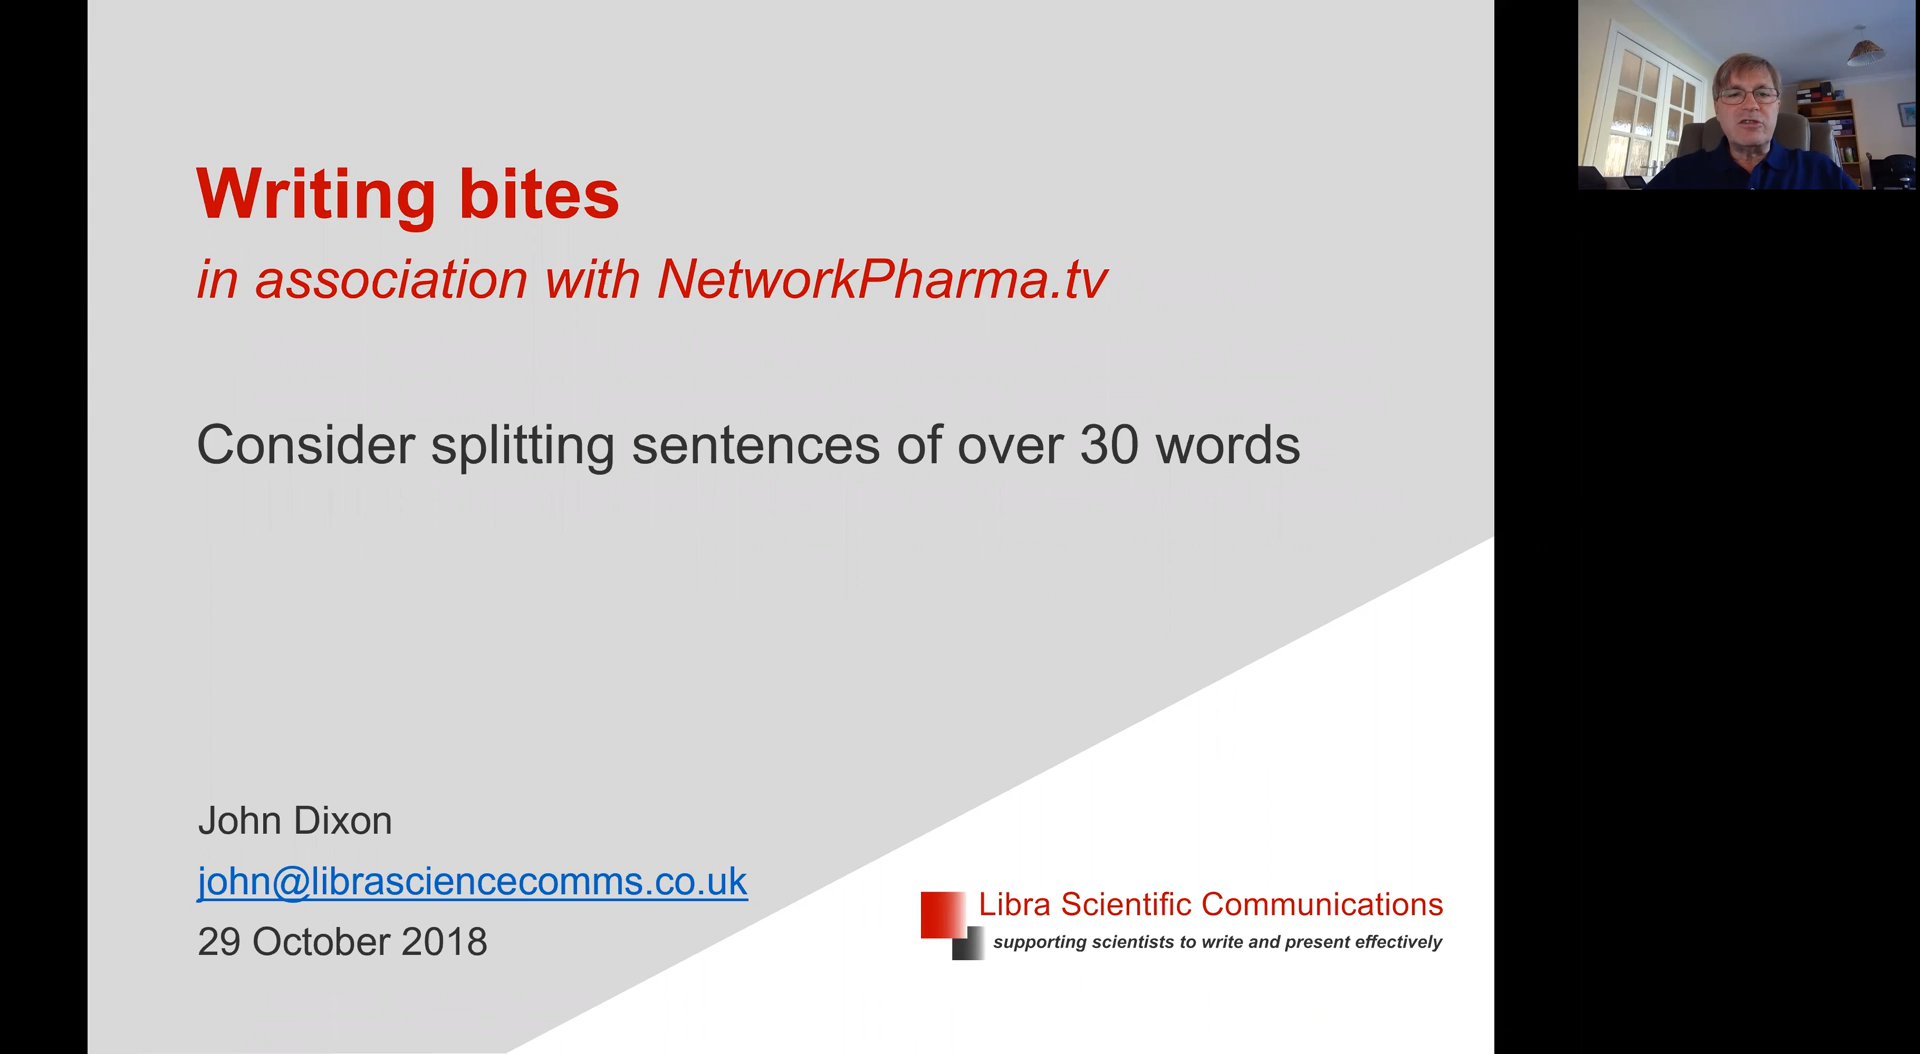 Writing bites
in association with NetworkPharma.tv
Consider splitting sentences of over 30 words
John Dixon
john@librasciencecomms.co.uk
29 October 2018
Libra Scientific Communications
supporting scientists to write and present effectively